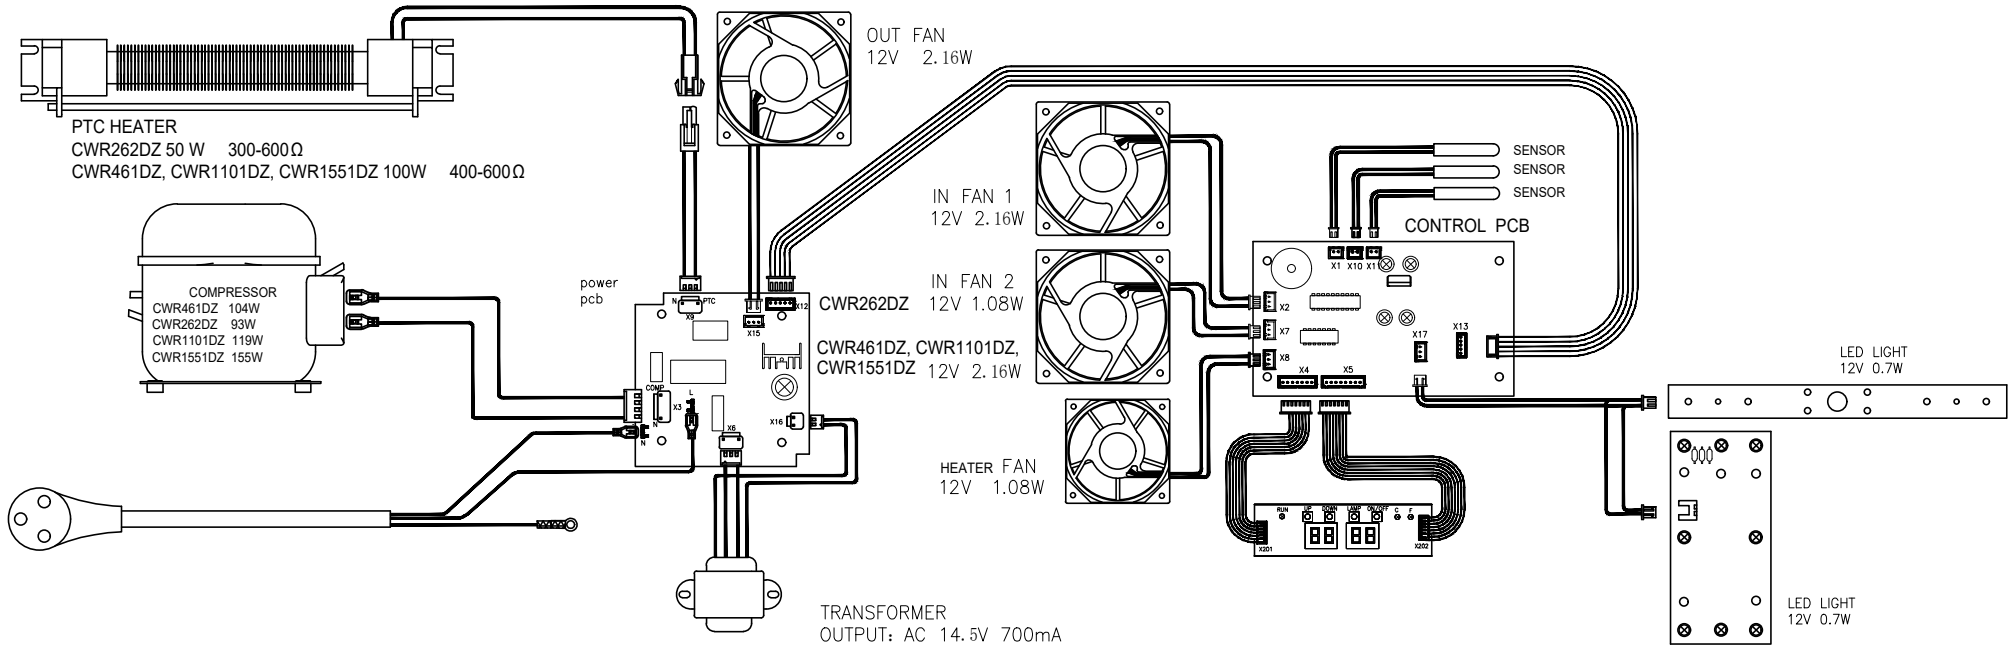 PTC HEATER
CWR262DZ 50 W 300-600Ω
CWR461DZ, CWR1101DZ, CWR1551DZ 100W 400-600Ω
OUT FAN
12V 2.16W
COMPRESSOR
CWR461DZ 104W
CWR262DZ 93W
CWR1101DZ 119W
CWR1551DZ 155W
power
pcb
N
PTC
X9
X15
X12
COMP
X3
N
L
N
X6
X16
CWR262DZ
CWR461DZ, CWR1101DZ,
CWR1551DZ
IN FAN 1
12V 2.16W
IN FAN 2
12V 1.08W
12V 2.16W
HEATER FAN
12V 1.08W
TRANSFORMER
OUTPUT: AC 14.5V 700mA
SENSOR
SENSOR
SENSOR
CONTROL PCB
X1 X10 X11
X2
X7
X8
X17
X13
X4
X5
RUN UP DOWN LAMP ON/OFF C F
X201
X202
LED LIGHT
12V 0.7W
LED LIGHT
12V 0.7W